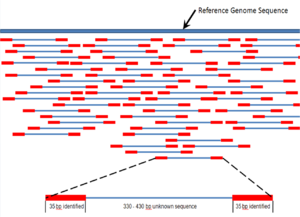 Reference Genome Sequence
35 bp identified
330 - 430 bp unknown sequence
35 bp identified